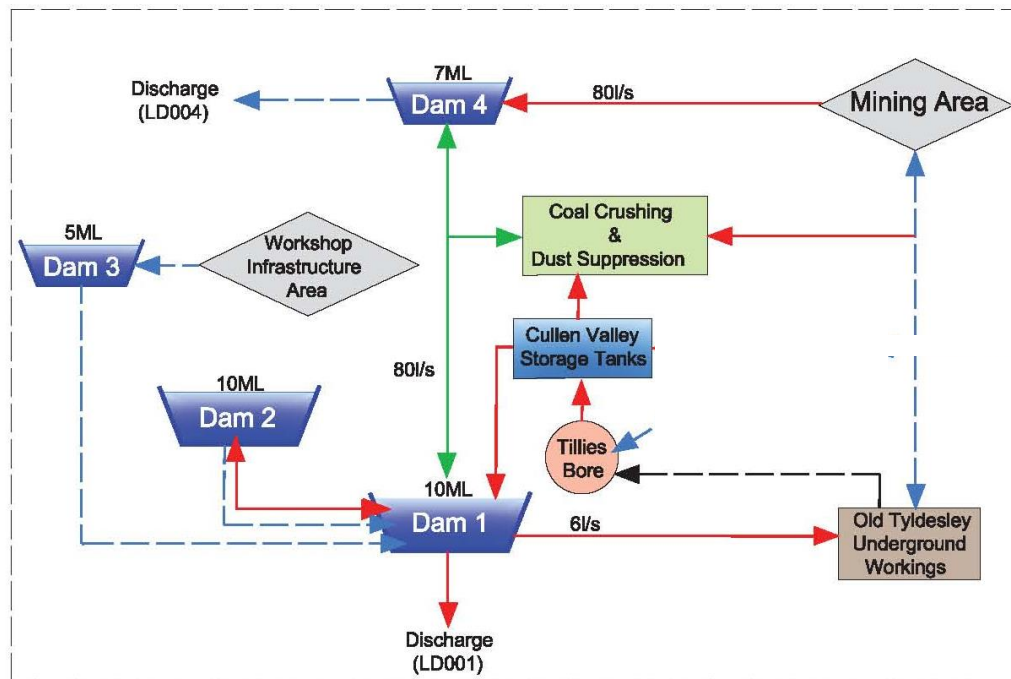 7ML
Dam 4
Discharge
(LD004)
80l/s
Mining Area
5ML
Dam 3
Workshop
Infrastructure
Area
Coal Crushing
&
Dust Suppression
Cullen Valley
Storage Tanks
80l/s
10ML
Dam 2
Tillies
Bore
10ML
Dam 1
6l/s
Old Tyldesley
Underground
Workings
Discharge
(LD001)